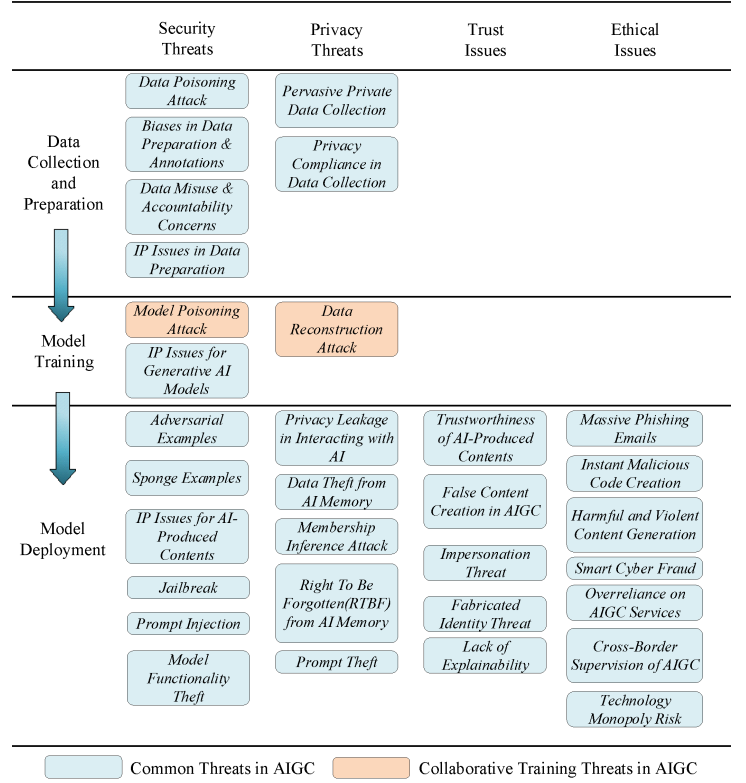 Security
Threats
Privacy
Threats
Trust
Issues
Ethical
Issues
Data
Collection
and
Preparation
Data Poisoning
Attack
Biases in Data
Preparation &
Annotations
Data Misuse &
Accountability
Concerns
IP Issues in Data
Preparation
Pervasive Private
Data Collection
Privacy
Compliance in
Data Collection
Model
Training
Model Poisoning
Attack
IP Issues for
Generative AI
Models
Data
Reconstruction
Attack
Model
Deployment
Adversarial
Examples
Sponge Examples
IP Issues for AI-
Produced
Contents
Jailbreak
Prompt Injection
Model
Functionality
Theft
Privacy Leakage
in Interacting with
AI
Data Theft from
AI Memory
Membership
Inference Attack
Right To Be
Forgotten(RTBF)
from AI Memory
Prompt Theft
Trustworthiness
of AI-Produced
Contents
False Content
Creation in AIGC
Impersonation
Threat
Fabricated
Identity Threat
Lack of
Explainability
Massive Phishing
Emails
Instant Malicious
Code Creation
Harmful and Violent
Content Generation
Smart Cyber Fraud
Overreliance on
AIGC Services
Cross-Border
Supervision of AIGC
Technology
Monopoly Risk
Common Threats in AIGC
Collaborative Training Threats in AIGC